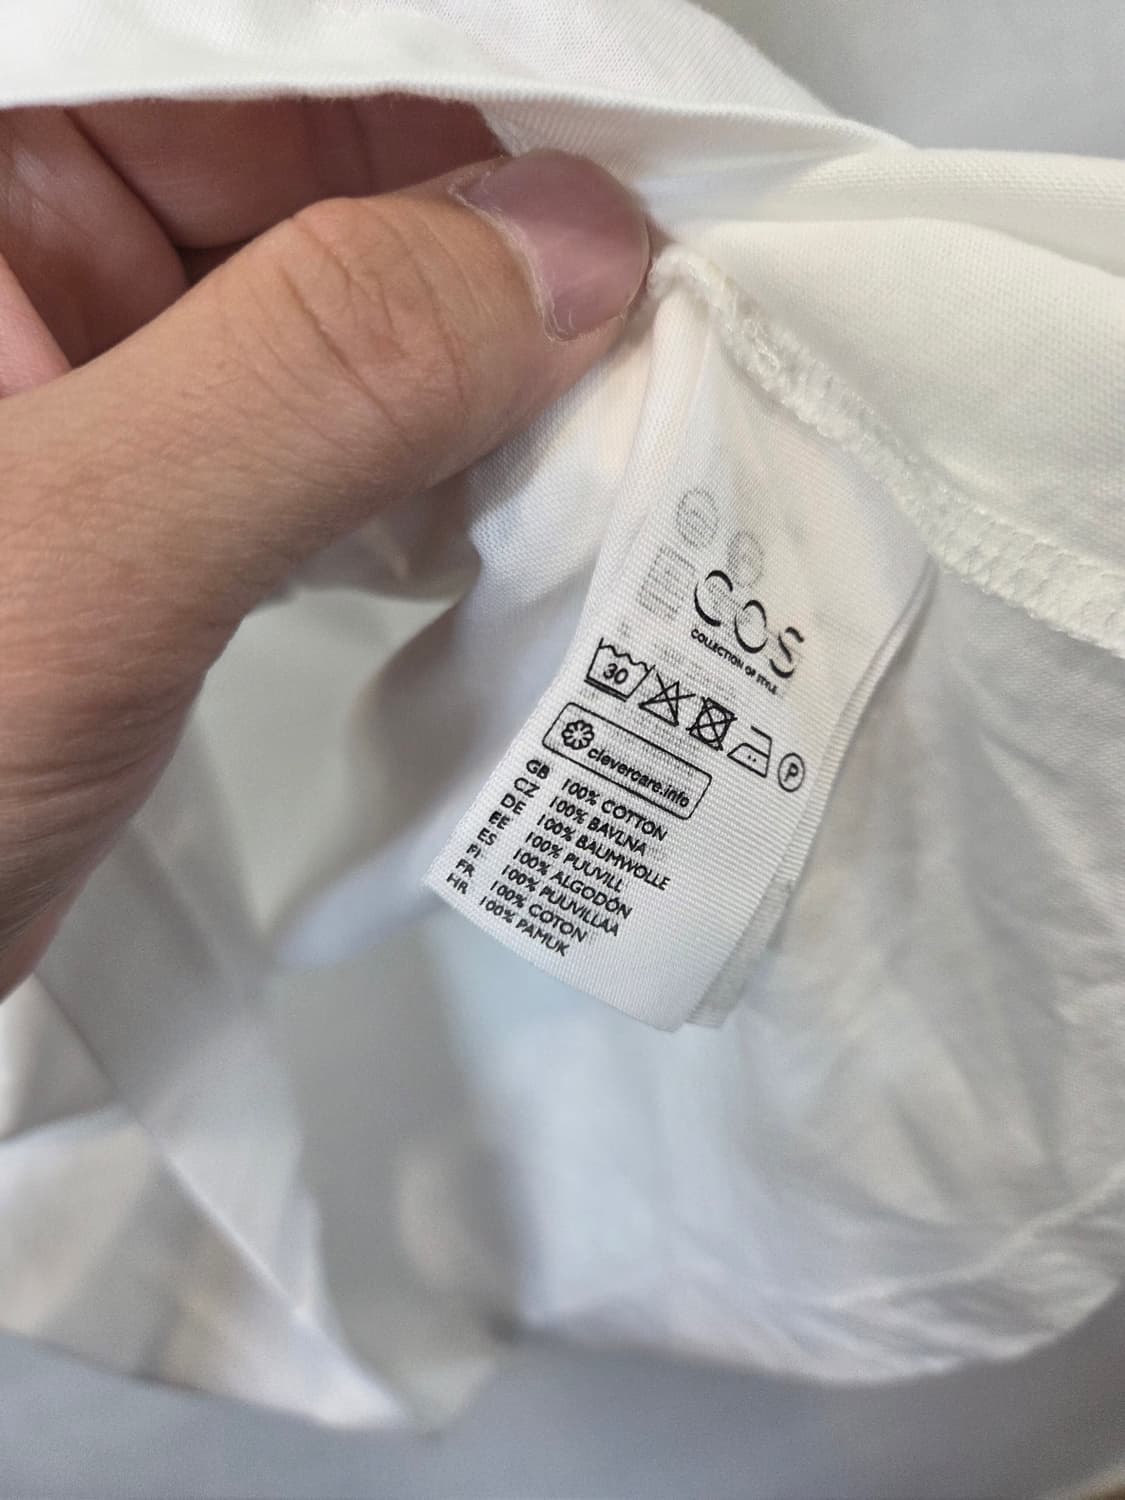 COS
COLLECTION OF STYLE
30
P
clevercare.info
GB 100% COTTON
CZ 100% BAVLNA
DE 100% BAUMWOLLE
EE 100% PUUVILL
ES 100% ALGODÓN
FI 100% PUUVILLAA
FR 100% COTON
HR 100% PAMUK